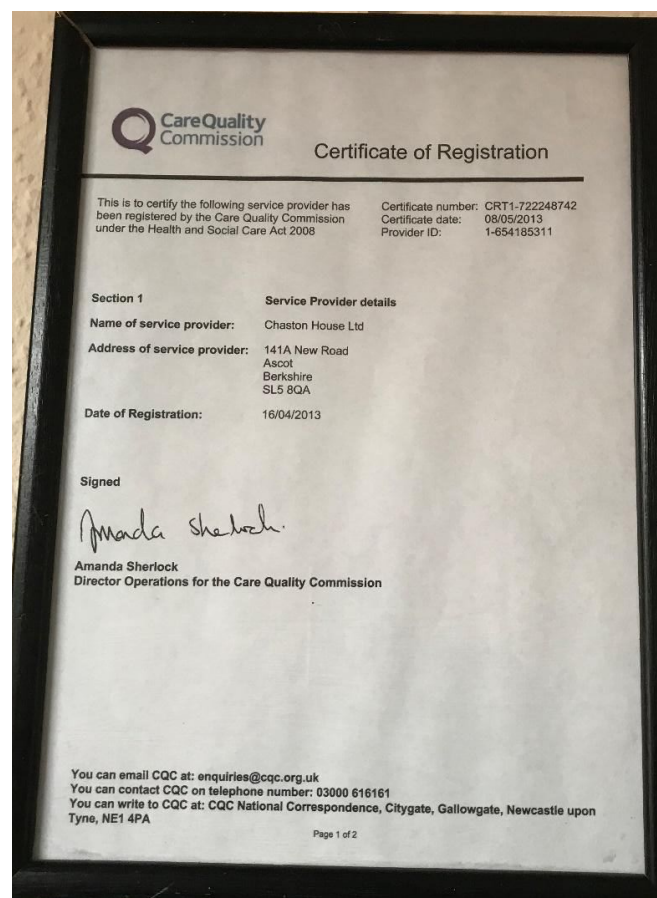 CareQuality
Commission
Certificate of Registration
This is to certify the following service provider has
been registered by the Care Quality Commission
under the Health and Social Care Act 2008
Certificate number: CRT1-722248742
Certificate date: 08/05/2013
Provider ID: 1-654185311
Section 1
Service Provider details
Name of service provider: Chaston House Ltd
Address of service provider: 141A New Road
Ascot
Berkshire
SL5 8QA
Date of Registration: 16/04/2013
Signed
Amanda Sherlock
Amanda Sherlock
Director Operations for the Care Quality Commission
You can email CQC at: enquiries@cqc.org.uk
You can contact CQC on telephone number: 03000 616161
You can write to CQC at: CQC National Correspondence, Citygate, Gallowgate, Newcastle upon
Tyne, NE1 4PA
Page 1 of 2